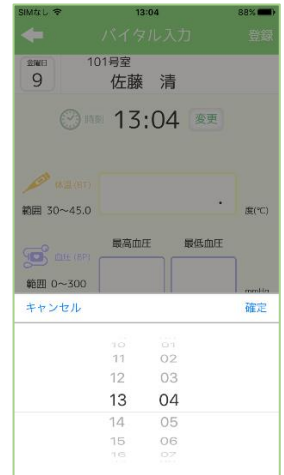 SIMなし 13:04 88%
バイタル入力 登録
金曜日 101号室
9 佐藤 清
時刻 13:04 変更
体温(BT)
.
範囲 30~45.0 度(℃)
最高血圧 最低血圧
血圧 (BP)
範囲 0~300 mmHg
キャンセル 確定
10 01
11 02
12 03
13 04
14 05
15 06
16 07